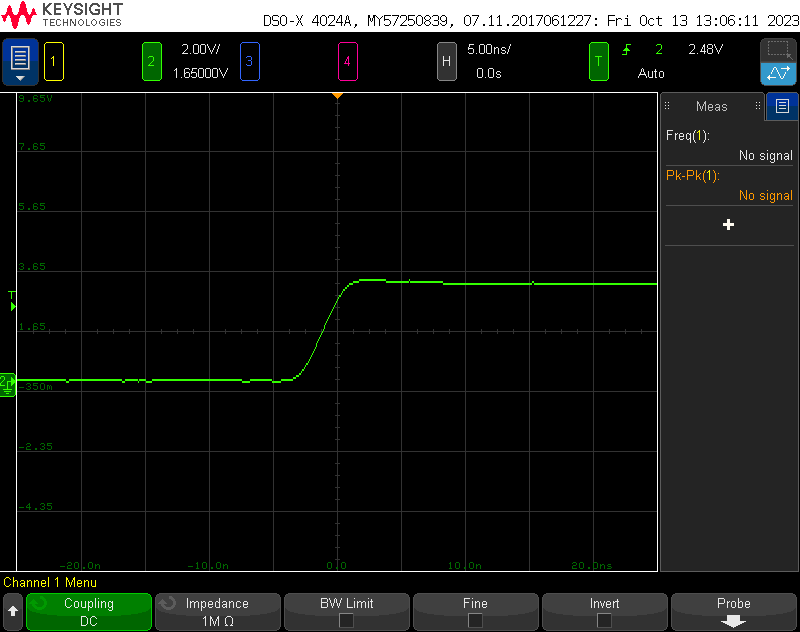 KEYSIGHT
TECHNOLOGIES
DSO-X 4024A, MY57250839, 07.11.2017061227: Fri Oct 13 13:06:11 2023
1
2
2.00V/
1.65000V
3
4
H
5.00ns/
0.0s
T
2
2.48V
Auto
9.65V
7.65
5.65
3.65
1.65
-350m
-2.35
-4.35
T
2
-20.0n
-10.0n
0.0
10.0n
20.0ns
Meas
Freq(1):
No signal
Pk-Pk(1):
No signal
+
Channel 1 Menu
Coupling
DC
Impedance
1M Ω
BW Limit
Fine
Invert
Probe